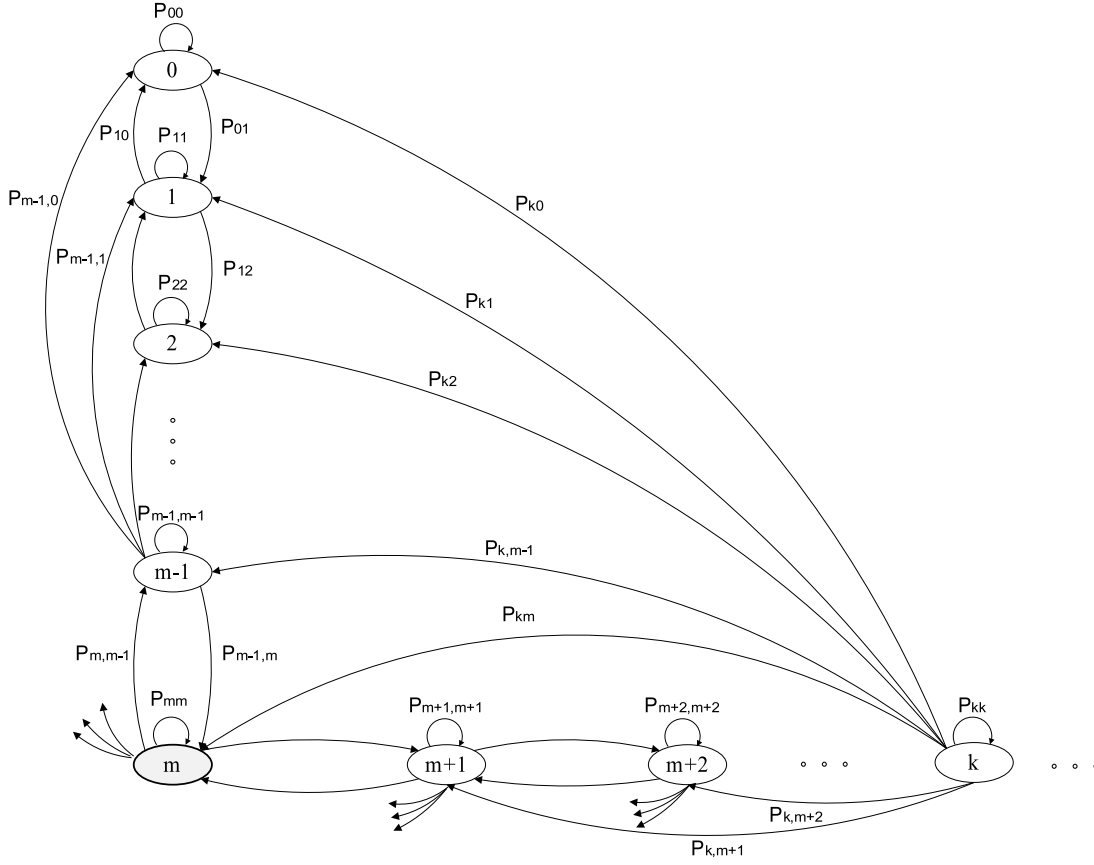 P00
0
P10
P01
P11
Pm-1,0
1
Pk0
Pm-1,1
P12
P22
Pk1
2
Pk2
Pm-1,m-1
m-1
Pk,m-1
Pkm
Pm,m-1
Pm-1,m
Pmm
Pm+1,m+1
Pm+2,m+2
Pkk
m
m+1
m+2
k
Pk,m+2
Pk,m+1